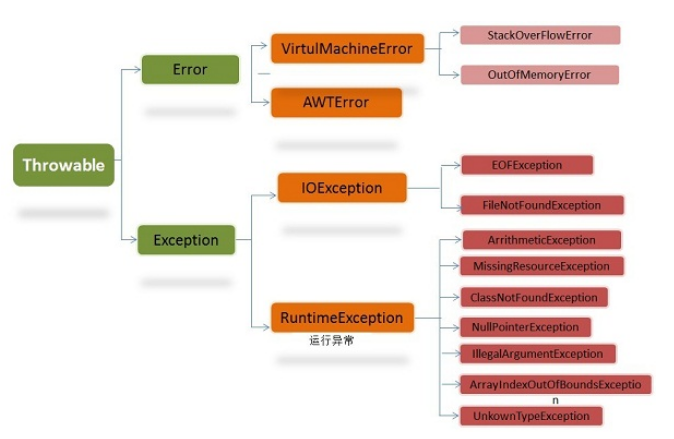 Throwable
Error
VirtulMachineError
StackOverFlowError
OutOfMemoryError
AWTError
Exception
IOException
EOFException
FileNotFoundException
RuntimeException
运行异常
ArrithmeticException
MissingResourceException
ClassNotFoundException
NullPointerException
IllegalArgumentException
ArrayIndexOutOfBoundsExceptio
n
UnkownTypeException